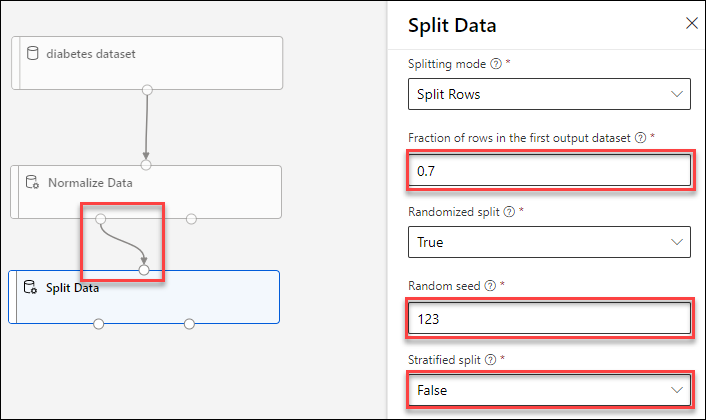 diabetes dataset
Normalize Data
Split Data
Split Data
Splitting mode ? *
Split Rows
Fraction of rows in the first output dataset ? *
0.7
Randomized split ? *
True
Random seed ? *
123
Stratified split ? *
False